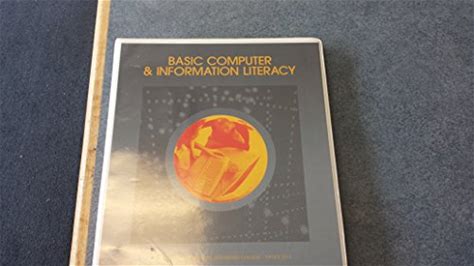 BASIC COMPUTER
& INFORMATION LITERACY